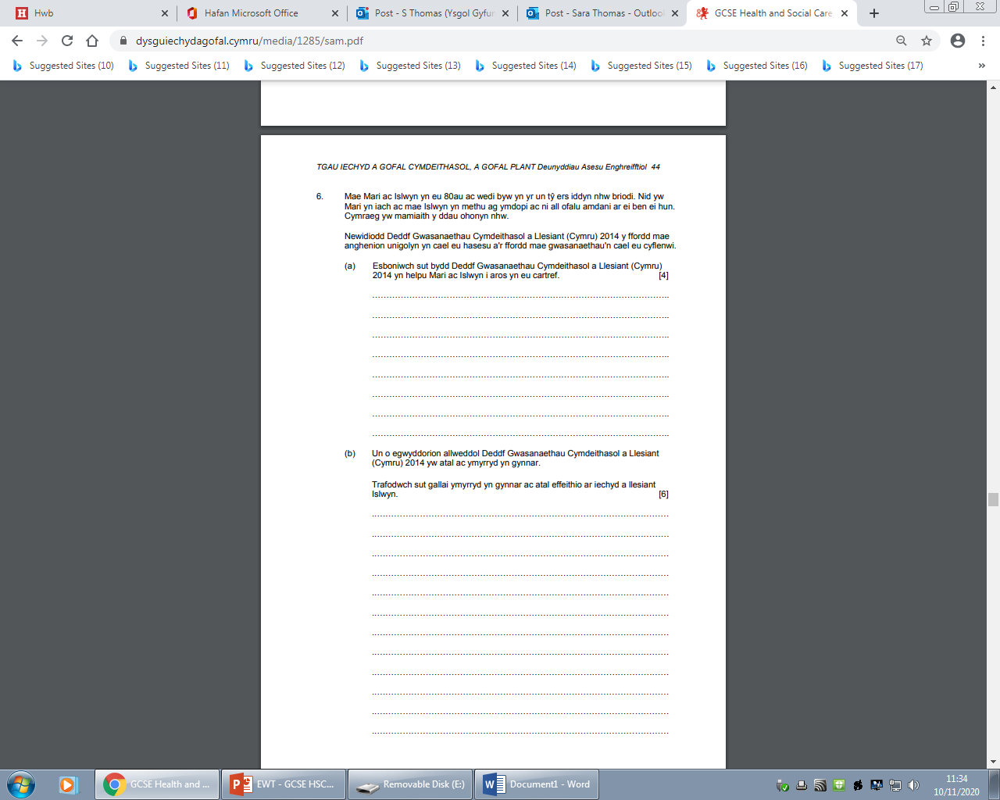 Hwb
Hafan Microsoft Office
Post - S Thomas (Ysgol Gyfun
Post - Sara Thomas - Outlook
GCSE Health and Social Care
dysguiechydagofal.cymru/media/1285/sam.pdf
Suggested Sites (10)
Suggested Sites (11)
Suggested Sites (12)
Suggested Sites (13)
Suggested Sites (14)
Suggested Sites (15)
Suggested Sites (16)
Suggested Sites (17)
»
TGAU IECHYD A GOFAL CYMDEITHASOL, A GOFAL PLANT Deunyddiau Asesu Enghreifftiol 44
6. Mae Mari ac Islwyn yn eu 80au ac wedi byw yn yr un tŷ ers iddyn nhw briodi. Nid yw
Mari yn iach ac mae Islwyn yn methu ag ymdopi ac ni all ofalu amdani ar ei ben ei hun.
Cymraeg yw mamiaith y ddau ohonyn nhw.
Newidiodd Deddf Gwasanaethau Cymdeithasol a Llesiant (Cymru) 2014 y ffordd mae
anghenion unigolyn yn cael eu hasesu a'r ffordd mae gwasanaethau'n cael eu cyflenwi.
(a) Esboniwch sut bydd Deddf Gwasanaethau Cymdeithasol a Llesiant (Cymru)
2014 yn helpu Mari ac Islwyn i aros yn eu cartref. [4]
(b) Un o egwyddorion allweddol Deddf Gwasanaethau Cymdeithasol a Llesiant
(Cymru) 2014 yw atal ac ymyrryd yn gynnar.
Trafodwch sut gallai ymyrryd yn gynnar ac atal effeithio ar iechyd a llesiant
Islwyn. [6]
GCSE Health and ...
EWT - GCSE HSC...
Removable Disk (E:)
Document1 - Word
11:34
10/11/2020